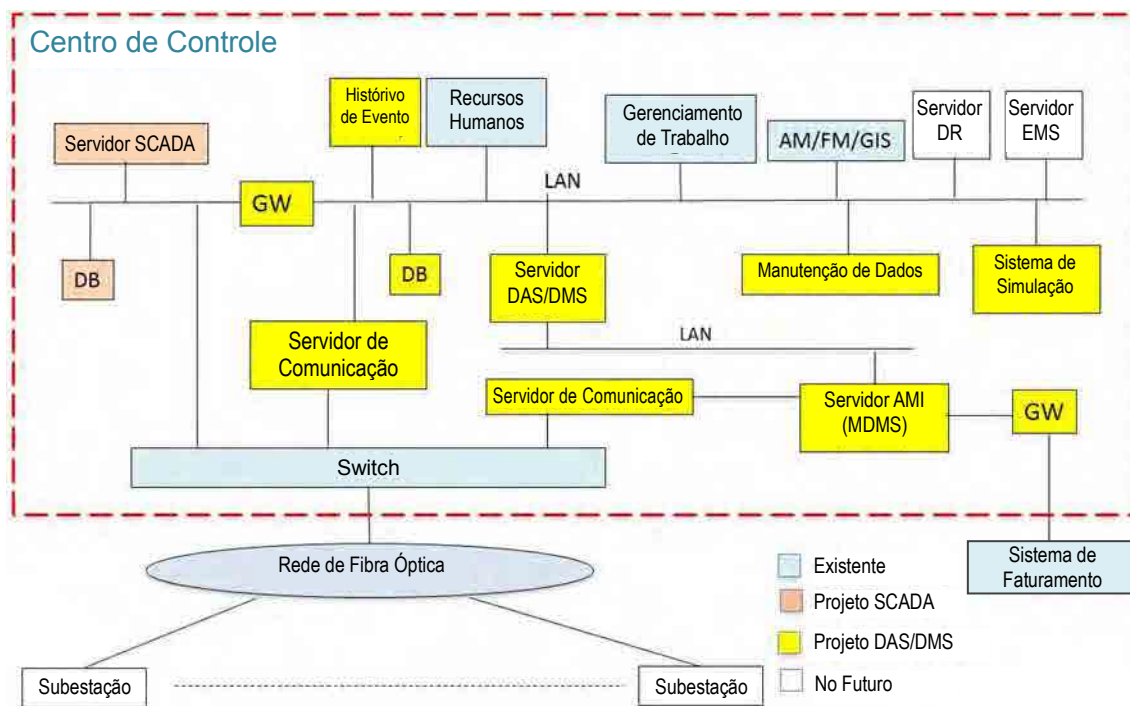 Centro de Controle
Histórivo
de Evento
Recursos
Humanos
Servidor SCADA
Gerenciamento
de Trabalho
AM/FM/GIS
Servidor
DR
Servidor
EMS
LAN
GW
DB
DB
Servidor
DAS/DMS
Manutenção de Dados
Sistema de
Simulação
Servidor de
Comunicação
LAN
Servidor de Comunicação
Servidor AMI
(MDMS)
GW
Switch
Rede de Fibra Óptica
Sistema de
Faturamento
Existente
Projeto SCADA
Projeto DAS/DMS
No Futuro
Subestação
Subestação